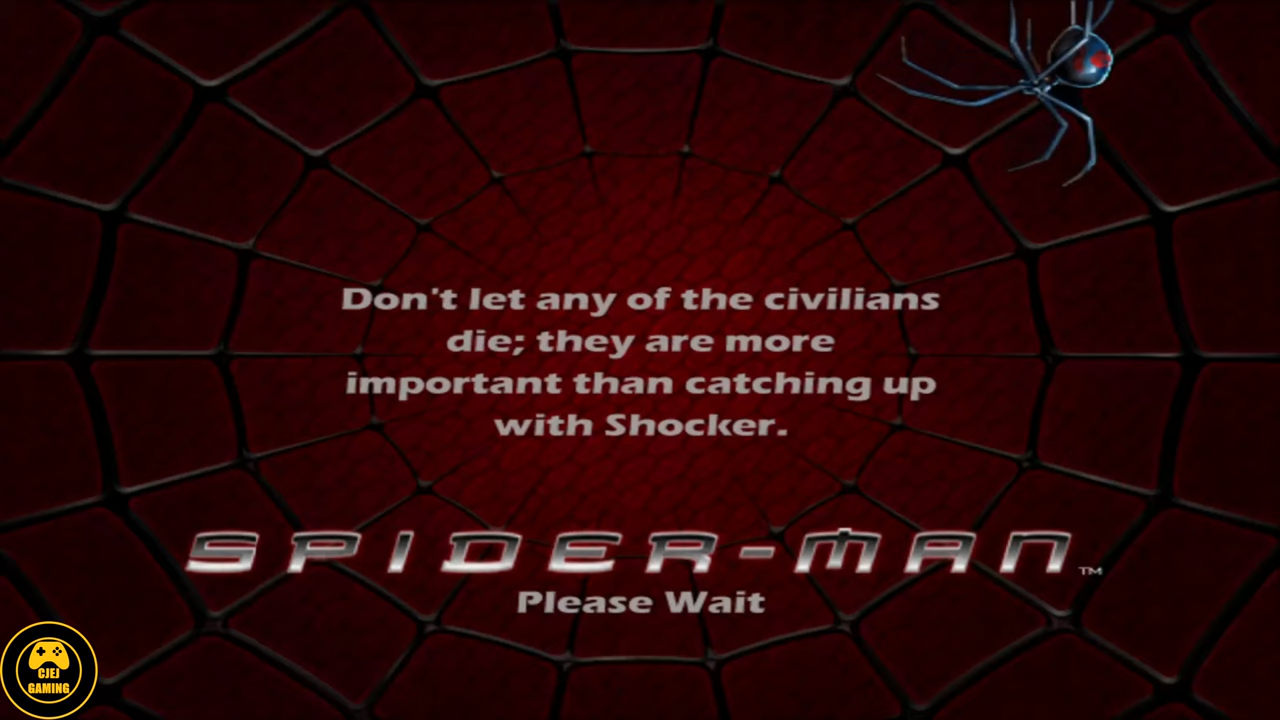 Don't let any of the civilians
die; they are more
important than catching up
with Shocker.
SPIDER-MAN™
Please Wait
CJEJ
GAMING